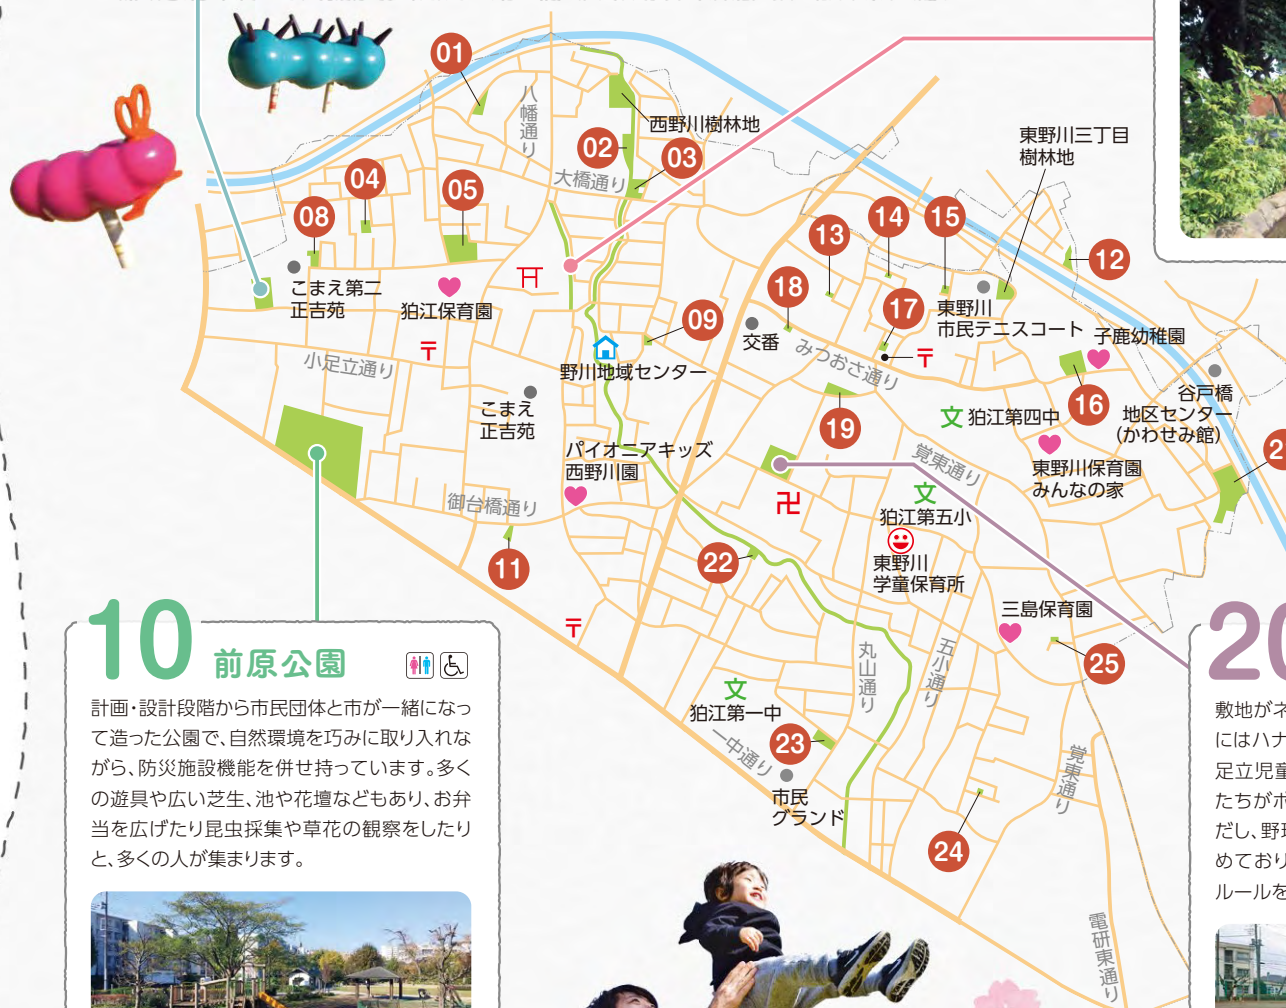 01
八幡通り
西野川樹林地
02
03
大橋通り
東野川三丁目
樹林地
04
05
08
13
14
15
12
こまえ第二
正吉苑
狛江保育園
09
18
交番
17
東野川
市民テニスコート
子鹿幼稚園
小足立通り
〒
野川地域センター
みつおさ通り
〒
16
谷戸橋
地区センター
(かわせみ館)
こまえ
正吉苑
19
文 狛江第四中
パイオニアキッズ
西野川園
覚東通り
東野川保育園
みんなの家
2
御台橋通り
卍
文
狛江第五小
11
22
東野川
学童保育所
〒
三島保育園
25
丸山通り
五小通り
文
狛江第一中
一中通り
23
市民
グランド
覚東通り
24
電研東通り
10 前原公園
計画・設計段階から市民団体と市が一緒になっ
て造った公園で、自然環境を巧みに取り入れな
がら、防災施設機能を併せ持っています。多く
の遊具や広い芝生、池や花壇などもあり、お弁
当を広げたり昆虫採集や草花の観察をしたり
と、多くの人が集まります。
20
敷地がネ
にはハナ
足立児童
たちがボ
だし、野球
めており
ルールを